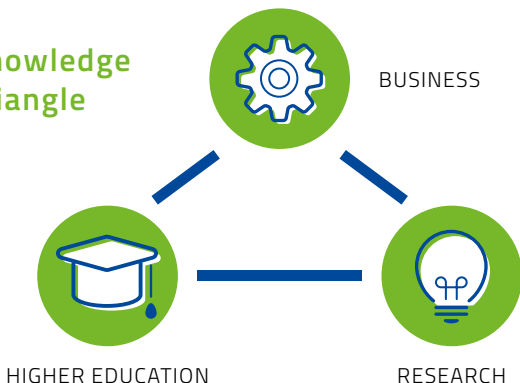 nowledge
iangle
BUSINESS
HIGHER EDUCATION
RESEARCH